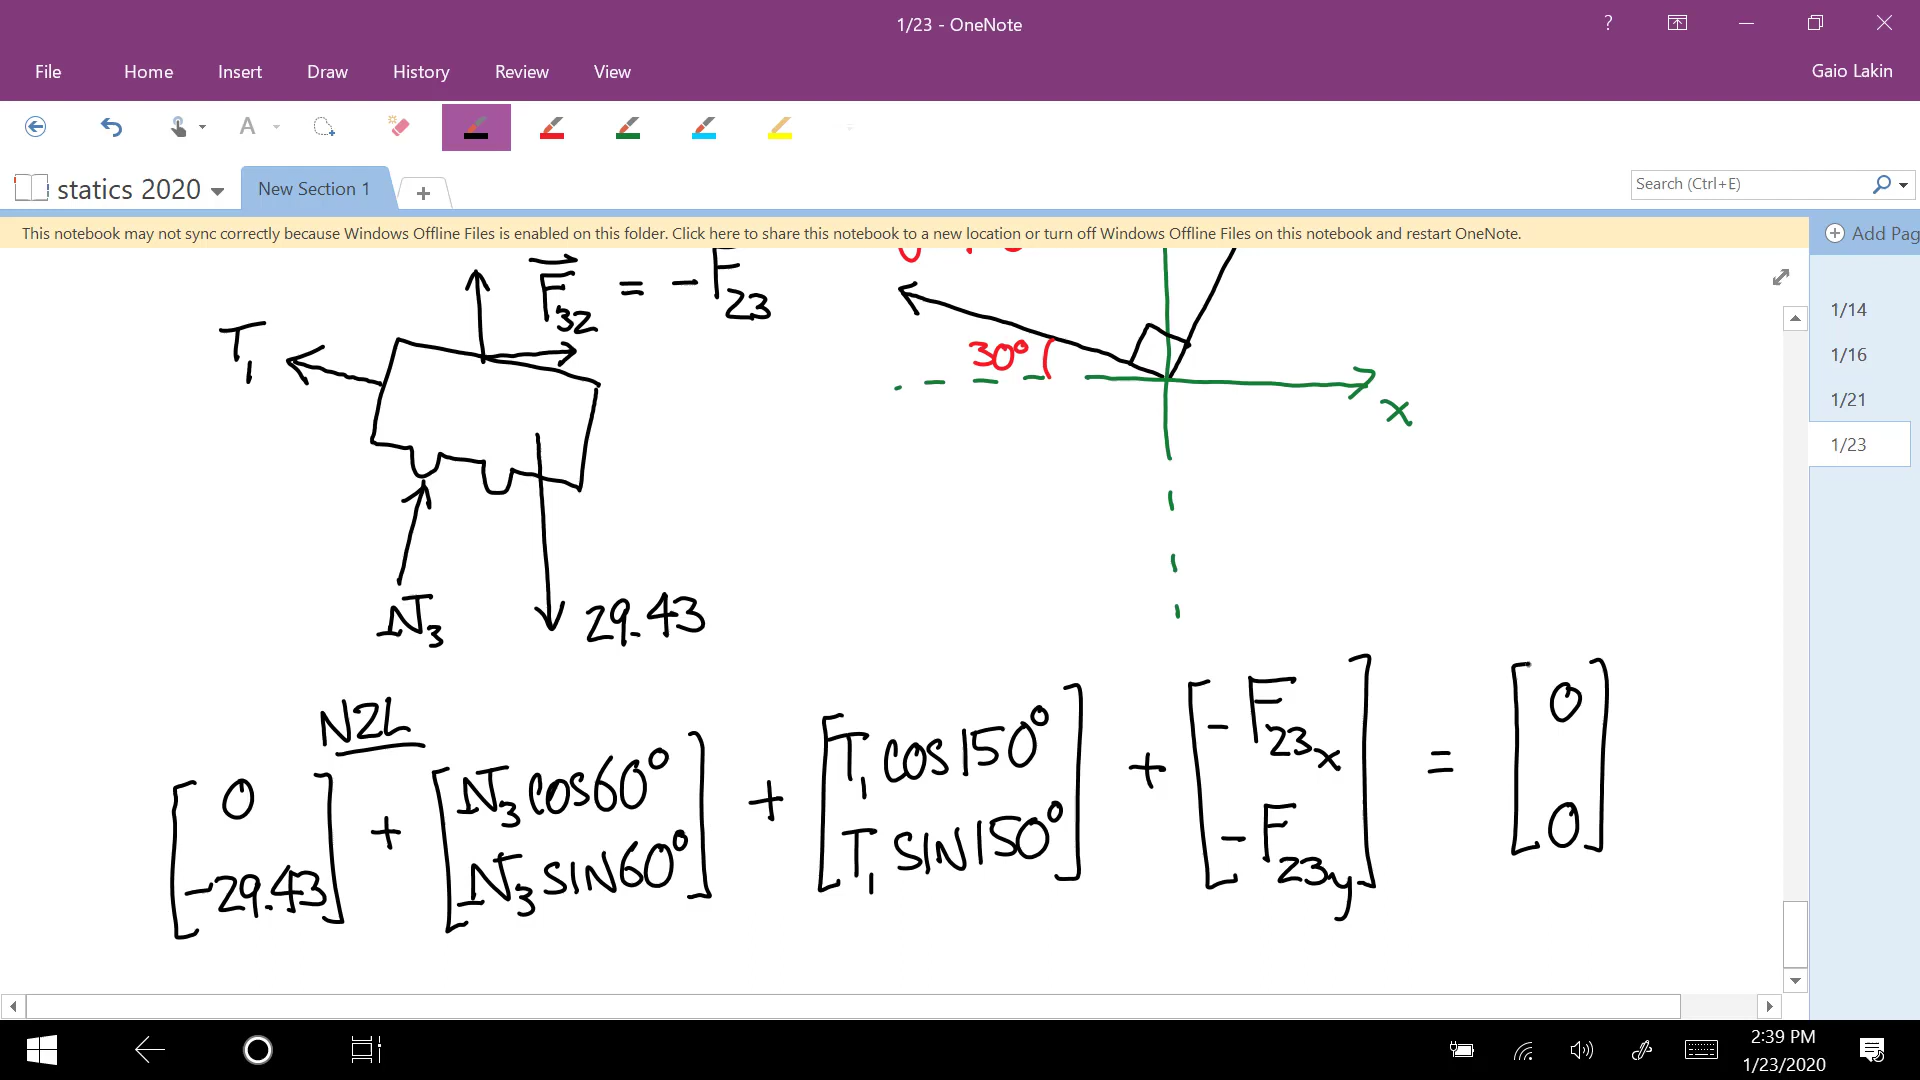 1/23 - OneNote
?
File Home Insert Draw History Review View
Gaio Lakin
A
statics 2020
New Section 1
+
Search (Ctrl+E)
This notebook may not sync correctly because Windows Offline Files is enabled on this folder. Click here to share this notebook to a new location or turn off Windows Offline Files on this notebook and restart OneNote.
Add Pag
1/14
1/16
1/21
1/23
F32 = -F23
T1
30°
x
N3
29.43
N2L
[0 -29.43] + [N3 cos60° N3 SIN60°] + [T1 cos150° T1 SIN150°] + [-F23x -F23y] = [0 0]
2:39 PM
1/23/2020